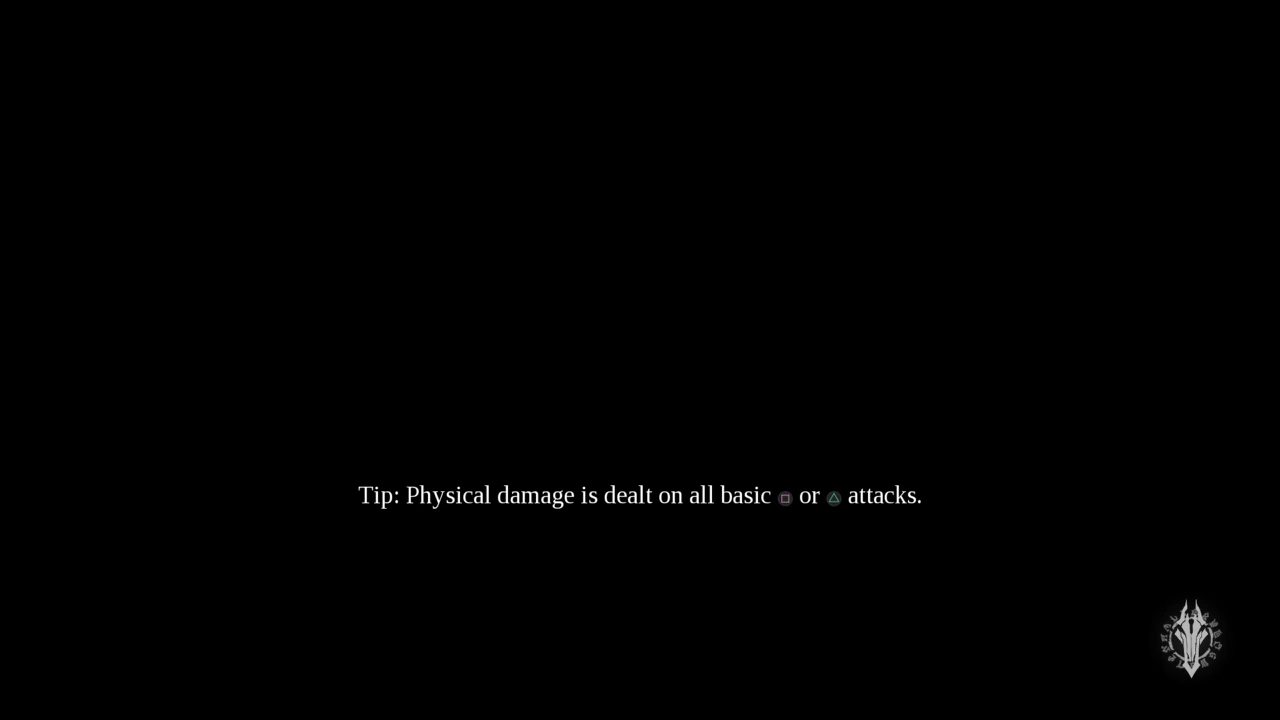 Tip: Physical damage is dealt on all basic □ or △ attacks.